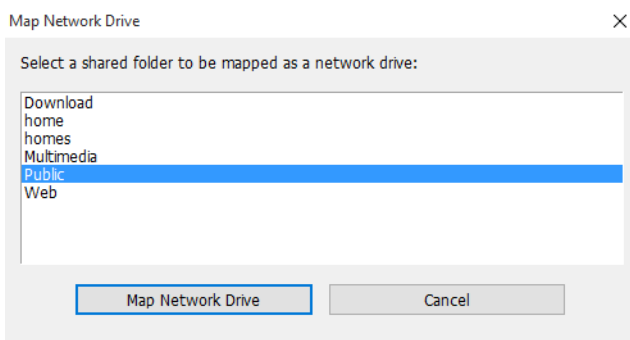 Map Network Drive
Select a shared folder to be mapped as a network drive:
Download
home
homes
Multimedia
Public
Web
Map Network Drive
Cancel